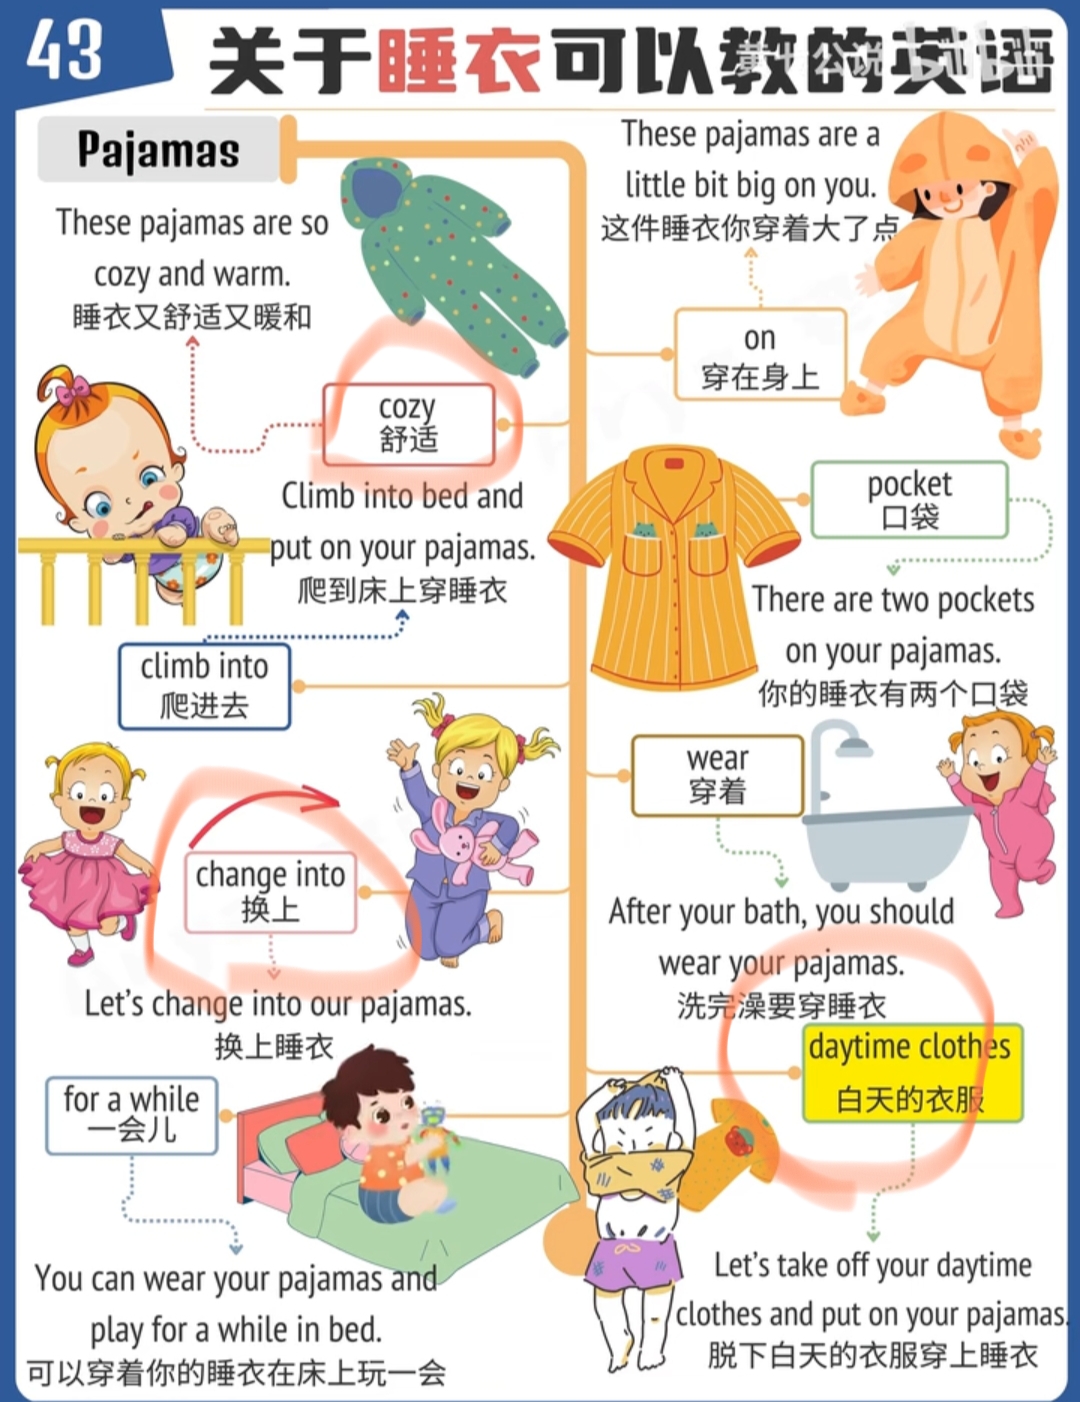 43
关于睡衣可以教的英语
Pajamas
These pajamas are so
cozy and warm.
睡衣又舒适又暖和
cozy
舒适
Climb into bed and
put on your pajamas.
爬到床上穿睡衣
climb into
爬进去
change into
换上
Let's change into our pajamas.
换上睡衣
for a while
一会儿
You can wear your pajamas and
play for a while in bed.
可以穿着你的睡衣在床上玩一会
These pajamas are a
little bit big on you.
这件睡衣你穿着大了点
on
穿在身上
pocket
口袋
There are two pockets
on your pajamas.
你的睡衣有两个口袋
wear
穿着
After your bath, you should
wear your pajamas.
洗完澡要穿睡衣
daytime clothes
白天的衣服
Let's take off your daytime
clothes and put on your pajamas.
脱下白天的衣服穿上睡衣